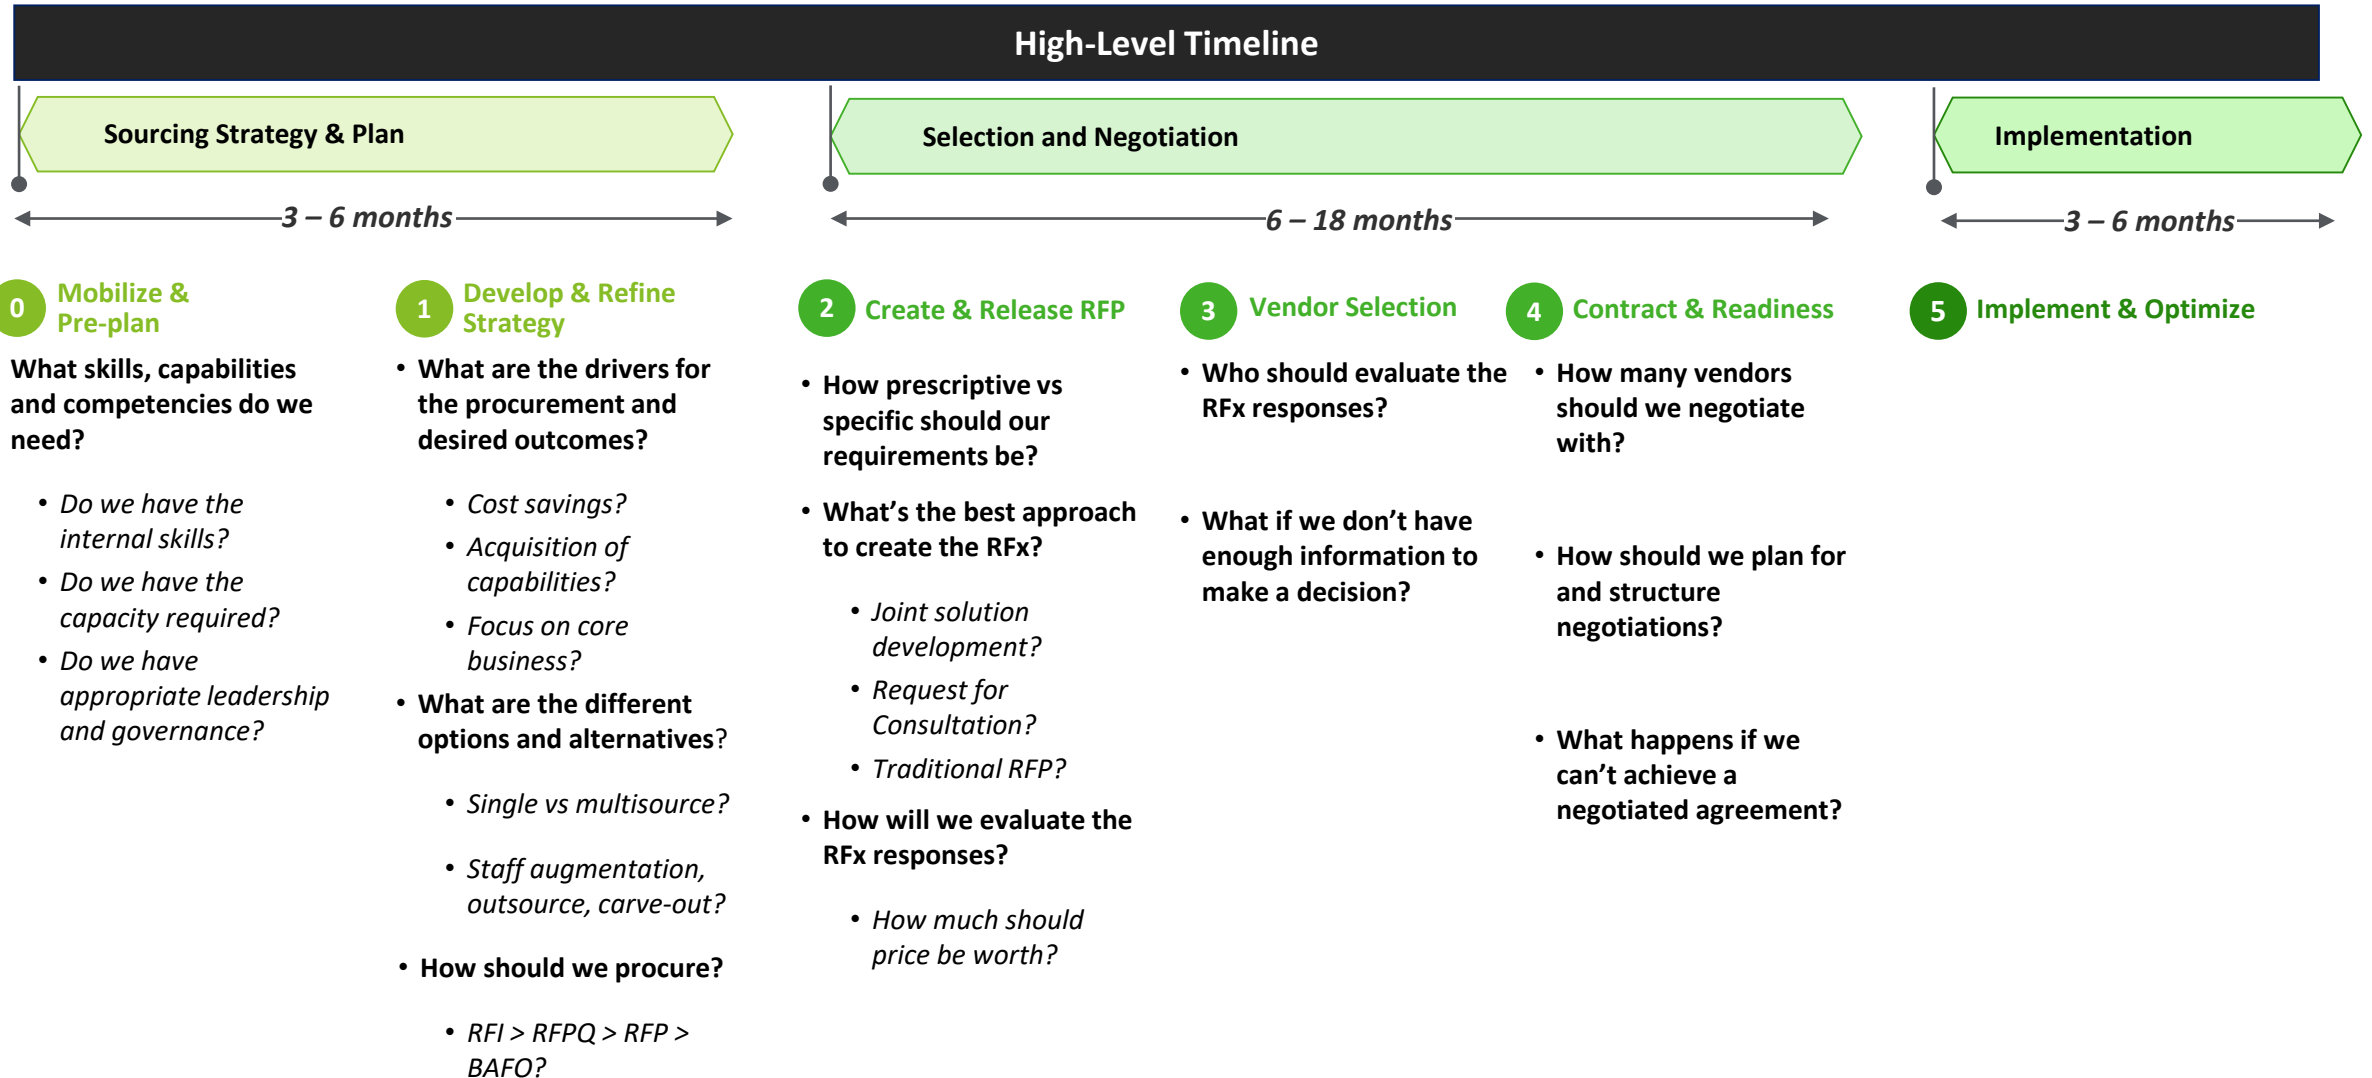 High-Level Timeline
Sourcing Strategy & Plan
Selection and Negotiation
Implementation
3 – 6 months
6 – 18 months
3 – 6 months
0
Mobilize &
Pre-plan
What skills, capabilities
and competencies do we
need?
• Do we have the
internal skills?
• Do we have the
capacity required?
• Do we have
appropriate leadership
and governance?
1
Develop & Refine
Strategy
• What are the drivers for
the procurement and
desired outcomes?
• Cost savings?
• Acquisition of
capabilities?
• Focus on core
business?
• What are the different
options and alternatives?
• Single vs multisource?
• Staff augmentation,
outsource, carve-out?
• How should we procure?
• RFI > RFPQ > RFP >
BAFO?
2
Create & Release RFP
• How prescriptive vs
specific should our
requirements be?
• What’s the best approach
to create the RFx?
• Joint solution
development?
• Request for
Consultation?
• Traditional RFP?
• How will we evaluate the
RFx responses?
• How much should
price be worth?
3
Vendor Selection
• Who should evaluate the
RFx responses?
• What if we don’t have
enough information to
make a decision?
4
Contract & Readiness
• How many vendors
should we negotiate
with?
• How should we plan for
and structure
negotiations?
• What happens if we
can’t achieve a
negotiated agreement?
5
Implement & Optimize